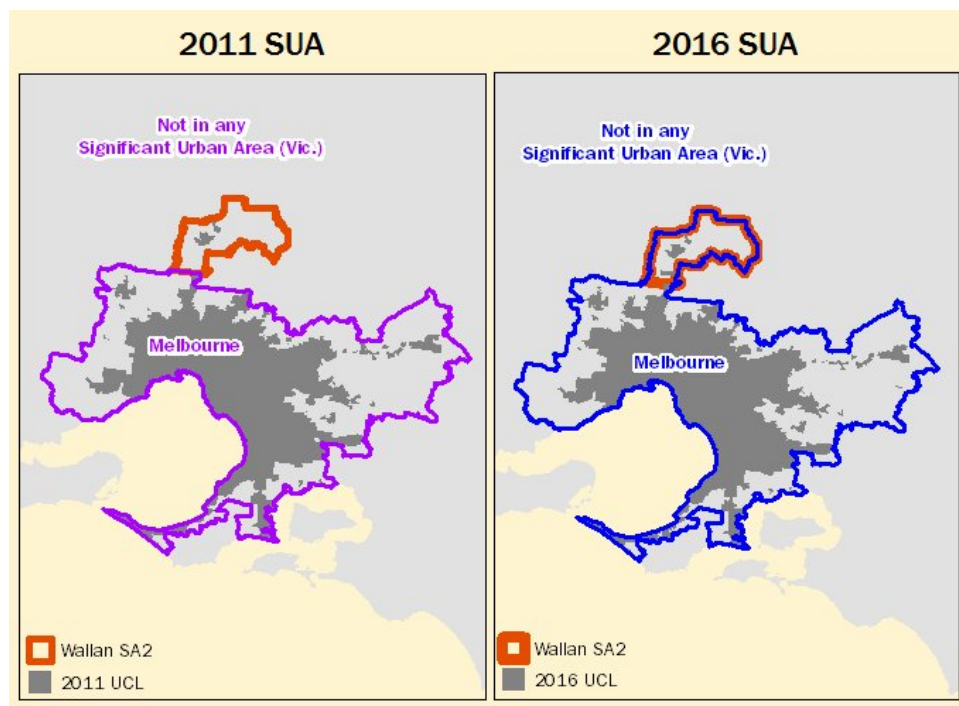 2011 SUA
Not in any
Significant Urban Area (Vic.)
Melbourne
Wallan SA2
2011 UCL
2016 SUA
Not in any
Significant Urban Area (Vic.)
Melbourne
Wallan SA2
2016 UCL